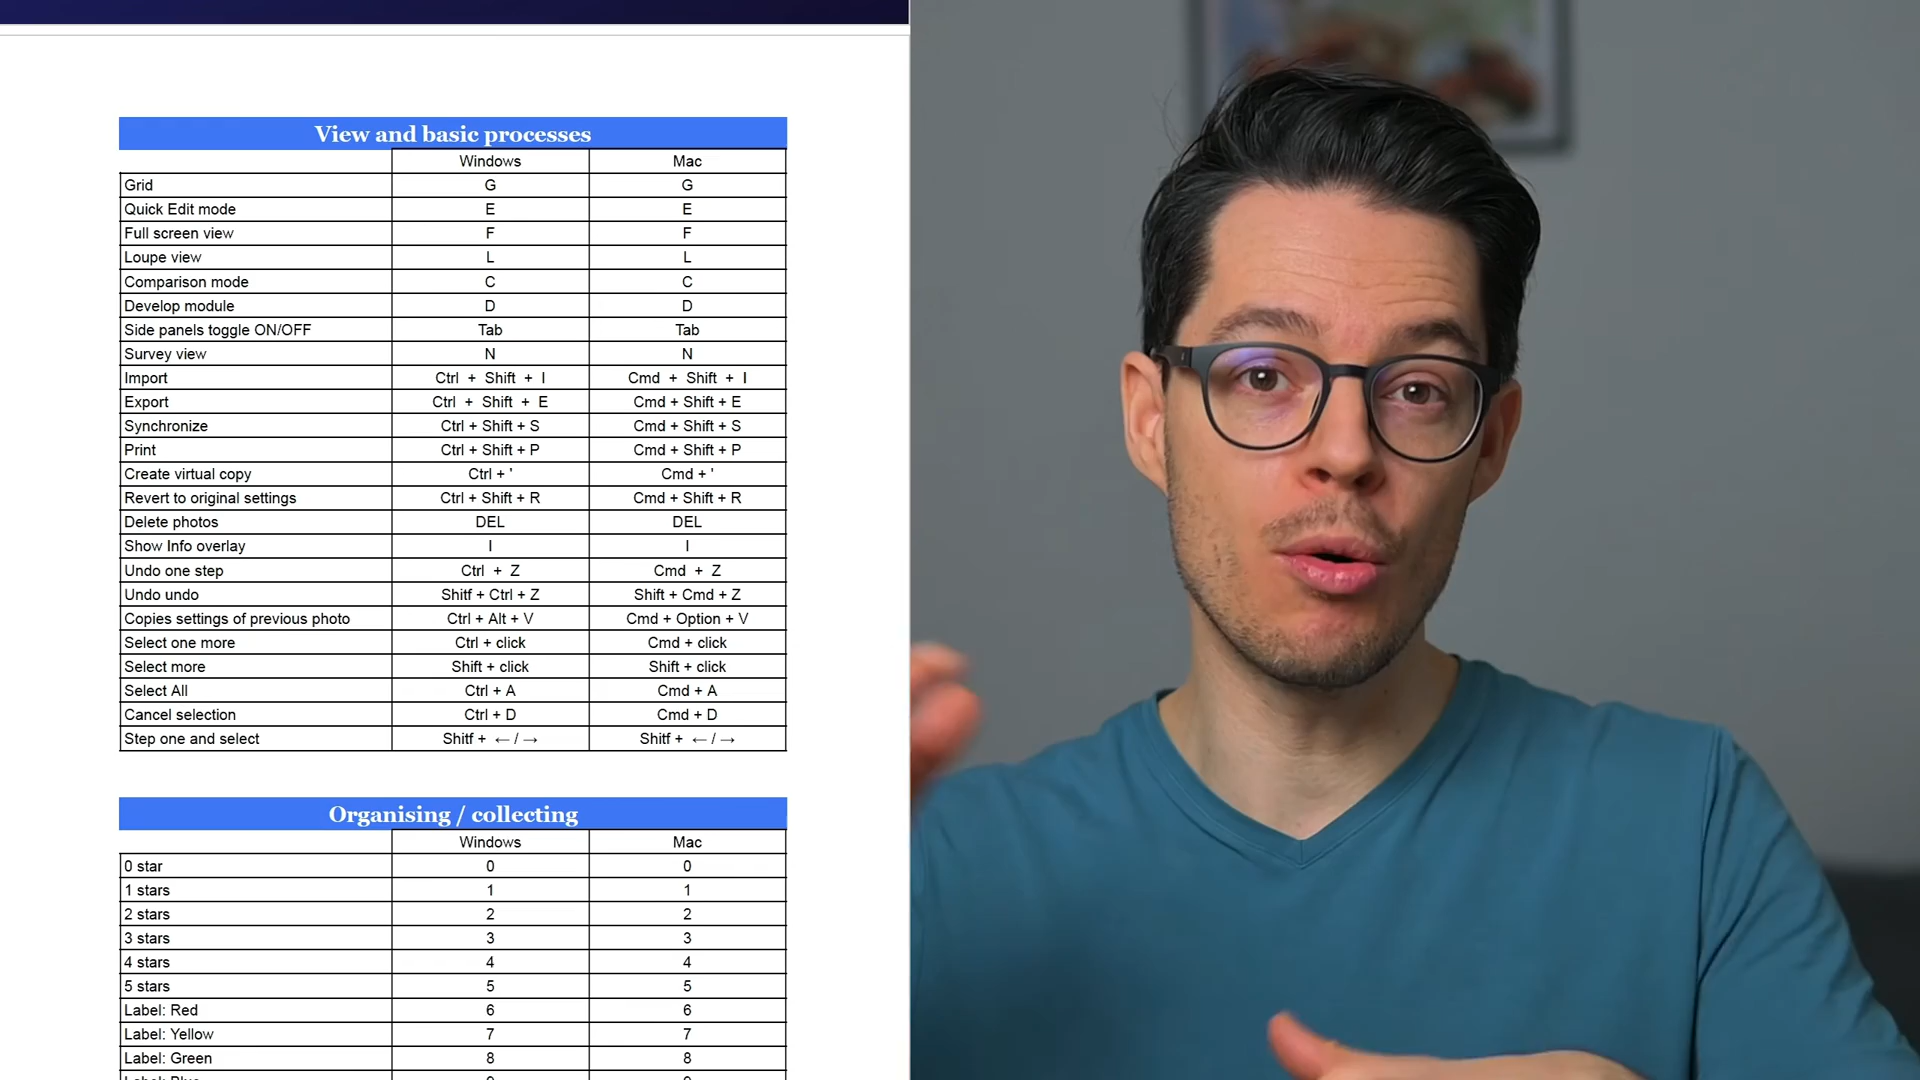 View and basic processes
Windows Mac
Grid G G
Quick Edit mode E E
Full screen view F F
Loupe view L L
Comparison mode C C
Develop module D D
Side panels toggle ON/OFF Tab Tab
Survey view N N
Import Ctrl + Shift + I Cmd + Shift + I
Export Ctrl + Shift + E Cmd + Shift + E
Synchronize Ctrl + Shift + S Cmd + Shift + S
Print Ctrl + Shift + P Cmd + Shift + P
Create virtual copy Ctrl + ' Cmd + '
Revert to original settings Ctrl + Shift + R Cmd + Shift + R
Delete photos DEL DEL
Show Info overlay I I
Undo one step Ctrl + Z Cmd + Z
Undo undo Shitf + Ctrl + Z Shift + Cmd + Z
Copies settings of previous photo Ctrl + Alt + V Cmd + Option + V
Select one more Ctrl + click Cmd + click
Select more Shift + click Shift + click
Select All Ctrl + A Cmd + A
Cancel selection Ctrl + D Cmd + D
Step one and select Shitf + ← / → Shitf + ← / →
Organising / collecting
Windows Mac
0 star 0 0
1 stars 1 1
2 stars 2 2
3 stars 3 3
4 stars 4 4
5 stars 5 5
Label: Red 6 6
Label: Yellow 7 7
Label: Green 8 8